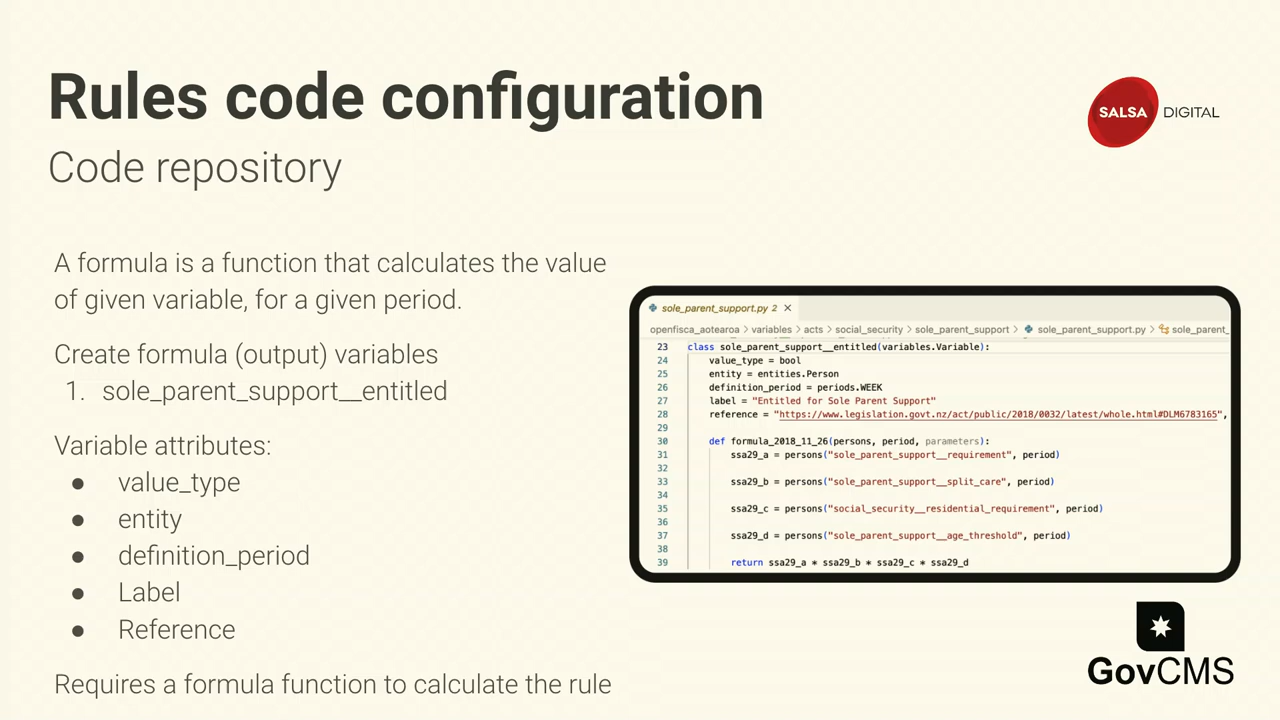 Rules code configuration
SALSA DIGITAL
Code repository
A formula is a function that calculates the value
of given variable, for a given period.
Create formula (output) variables
1. sole_parent_support__entitled
Variable attributes:
● value_type
● entity
● definition_period
● Label
● Reference
Requires a formula function to calculate the rule
sole_parent_support.py 2 ×
openfisca_aotearoa > variables > acts > social_security > sole_parent_support > sole_parent_support.py > sole_parent_
23 class sole_parent_support__entitled(variables.Variable):
24 value_type = bool
25 entity = entities.Person
26 definition_period = periods.WEEK
27 label = "Entitled for Sole Parent Support"
28 reference = "https://www.legislation.govt.nz/act/public/2018/0032/latest/whole.html#DLM6783165",
29
30 def formula_2018_11_26(persons, period, parameters):
31 ssa29_a = persons("sole_parent_support__requirement", period)
32
33 ssa29_b = persons("sole_parent_support__split_care", period)
34
35 ssa29_c = persons("social_security__residential_requirement", period)
36
37 ssa29_d = persons("sole_parent_support__age_threshold", period)
38
39 return ssa29_a * ssa29_b * ssa29_c * ssa29_d
GovCMS